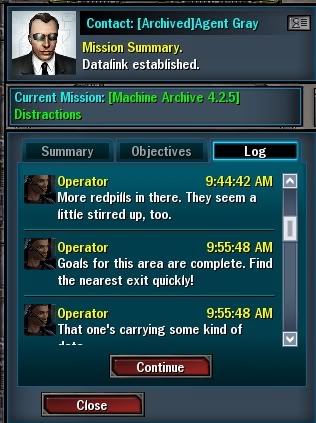 Contact: [Archived]Agent Gray
Mission Summary.
Datalink established.
Current Mission: [Machine Archive 4.2.5]
Distractions
Summary
Objectives
Log
Operator 9:44:42 AM
More redpills in there. They seem a
little stirred up, too.
Operator 9:55:48 AM
Goals for this area are complete. Find
the nearest exit quickly!
Operator 9:55:48 AM
That one's carrying some kind of
Continue
Close